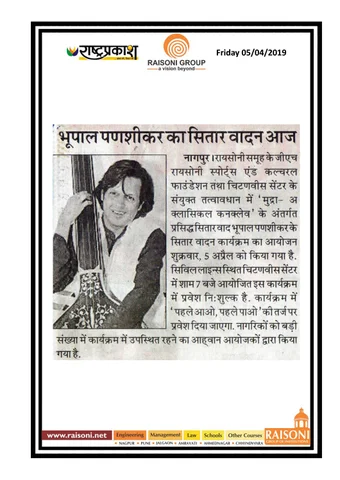 राष्ट्रप्रकाश
RAISONI GROUP
a vision beyond
Friday 05/04/2019
भूपाल पणशीकर का सितार वादन आज
नागपुर। रायसोनी समूह के जीएच
रायसोनी स्पोर्ट्स एंड कल्चरल
फाउंडेशन तथा चिटणवीस सेंटर के
संयुक्त तत्वावधान में 'मुद्रा- अ
क्लासिकल कनक्लेव' के अंतर्गत
प्रसिद्ध सितार वाद भूपाल पणशीकर के
सितार वादन कार्यक्रम का आयोजन
शुक्रवार, 5 अप्रैल को किया गया है.
सिविल लाइन्स स्थित चिटणवीस सेंटर
में शाम 7 बजे आयोजित इस कार्यक्रम
में प्रवेश नि:शुल्क है. कार्यक्रम में
'पहले आओ, पहले पाओ' की तर्ज पर
प्रवेश दिया जाएगा. नागरिकों को बड़ी
संख्या में कार्यक्रम में उपस्थित रहने का आह्वान आयोजकों द्वारा किया
गया है.
www.raisoni.net Engineering Management Law Schools Other Courses RAISONI
• NAGPUR • PUNE • JALGAON • AMRAVATI • AHMEDNAGAR • CHHINDWARA